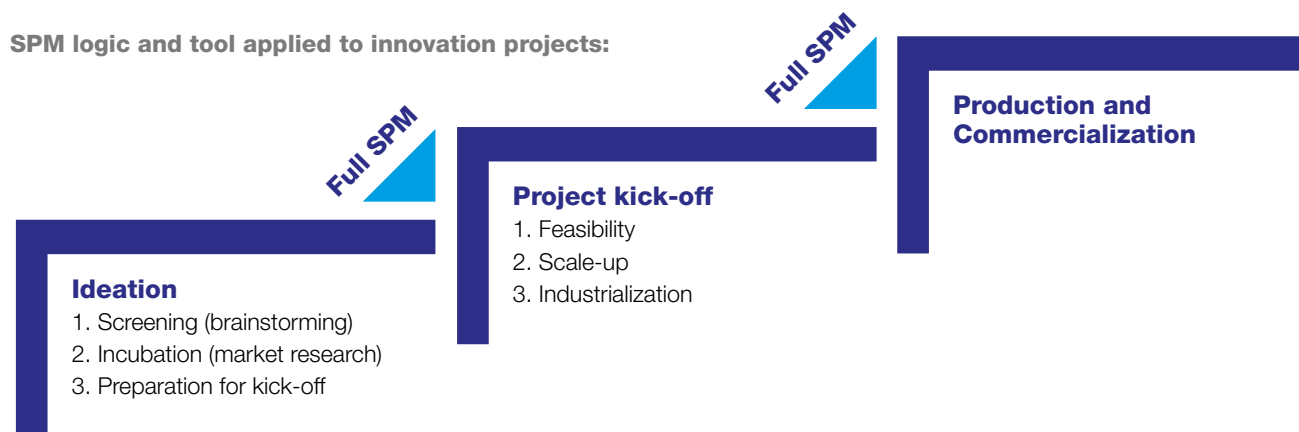 SPM logic and tool applied to innovation projects:
Full SPM
Ideation
1. Screening (brainstorming)
2. Incubation (market research)
3. Preparation for kick-off
Full SPM
Project kick-off
1. Feasibility
2. Scale-up
3. Industrialization
Production and
Commercialization